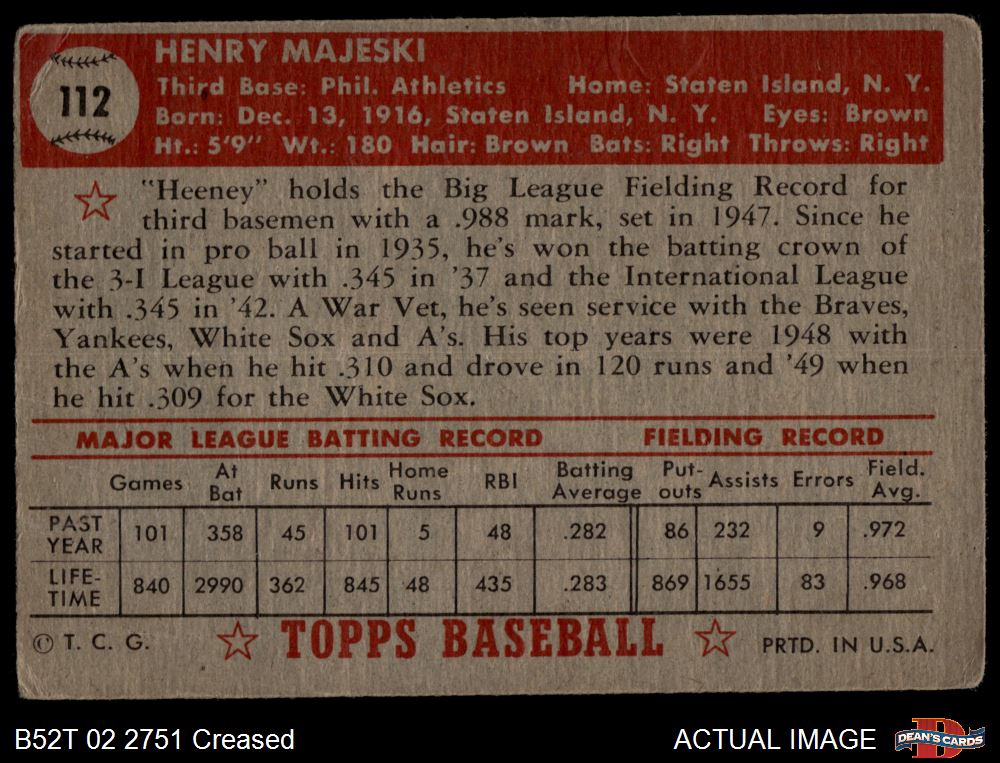 112
HENRY MAJESKI
Third Base: Phil. Athletics Home: Staten Island, N. Y.
Born: Dec. 13, 1916, Staten Island, N. Y. Eyes: Brown
Ht.: 5'9" Wt.: 180 Hair: Brown Bats: Right Throws: Right
"Heeney" holds the Big League Fielding Record for
third basemen with a .988 mark, set in 1947. Since he
started in pro ball in 1935, he's won the batting crown of
the 3-I League with .345 in '37 and the International League
with .345 in '42. A War Vet, he's seen service with the Braves,
Yankees, White Sox and A's. His top years were 1948 with
the A's when he hit .310 and drove in 120 runs and '49 when
he hit .309 for the White Sox.
MAJOR LEAGUE BATTING RECORD FIELDING RECORD
Games At Bat Runs Hits Home Runs RBI Batting Average Put-outs Assists Errors Field. Avg.
PAST YEAR 101 358 45 101 5 48 .282 86 232 9 .972
LIFE-TIME 840 2990 362 845 48 435 .283 869 1655 83 .968
© T. C. G. TOPPS BASEBALL PRTD. IN U.S.A.
B52T 02 2751 Creased ACTUAL IMAGE D DEAN'S CARDS